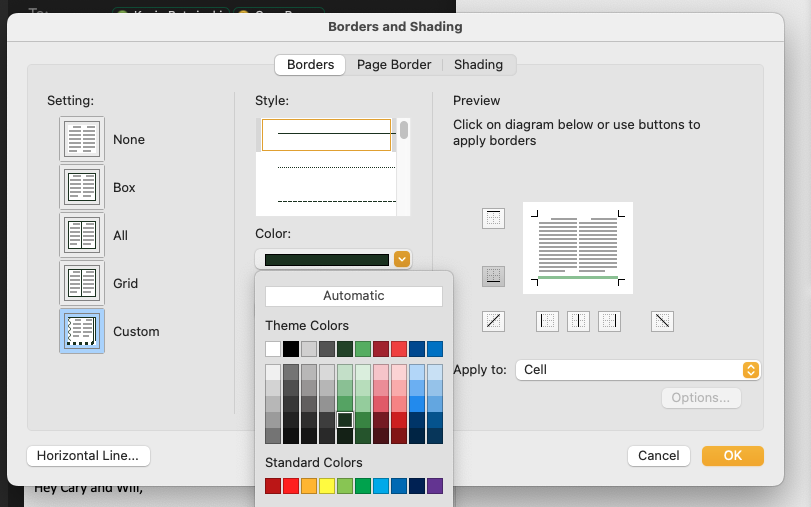 To:
Borders and Shading
Borders
Page Border
Shading
Setting:
None
Box
All
Grid
Custom
Style:
Color:
Automatic
Theme Colors
Standard Colors
Preview
Click on diagram below or use buttons to
apply borders
Apply to:
Cell
Options...
Horizontal Line...
Cancel
OK
Hey Cary and Will,